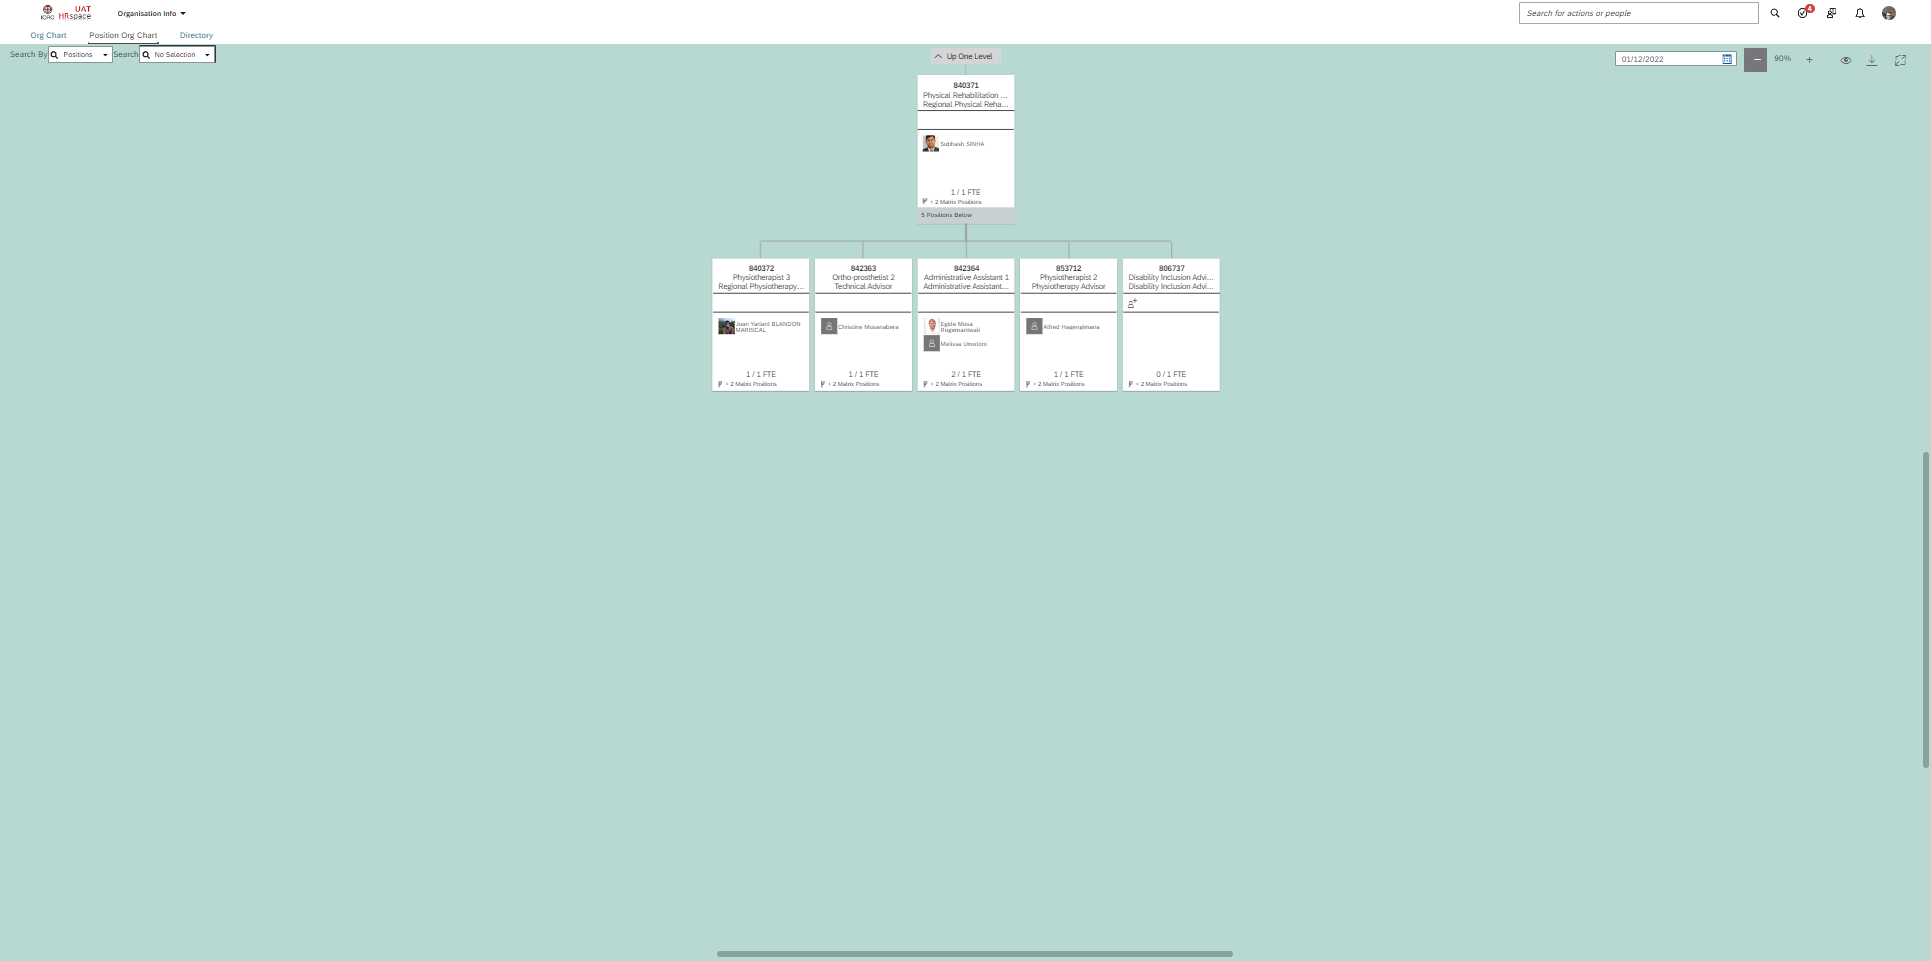 UAT
ICRC HRspace
Organisation Info
Search for actions or people
4
Org Chart
Position Org Chart
Directory
Search By
Positions
Search
No Selection
Up One Level
01/12/2022
90%
840371
Physical Rehabilitation ...
Regional Physical Reha...
Subhash SINHA
1 / 1 FTE
+ 2 Matrix Positions
5 Positions Below
840372
Physiotherapist 3
Regional Physiotherapy...
Juan Yarlani BLANDON
MARISCAL
1 / 1 FTE
+ 2 Matrix Positions
842363
Ortho-prosthetist 2
Technical Advisor
Christine Musanabera
1 / 1 FTE
+ 2 Matrix Positions
842364
Administrative Assistant 1
Administrative Assistant...
Egide Musa
Rugemantwali
Melissa Umutoni
2 / 1 FTE
+ 2 Matrix Positions
853712
Physiotherapist 2
Physiotherapy Advisor
Alfred Hagengimana
1 / 1 FTE
+ 2 Matrix Positions
806737
Disability Inclusion Advi...
Disability Inclusion Advi...
0 / 1 FTE
+ 2 Matrix Positions